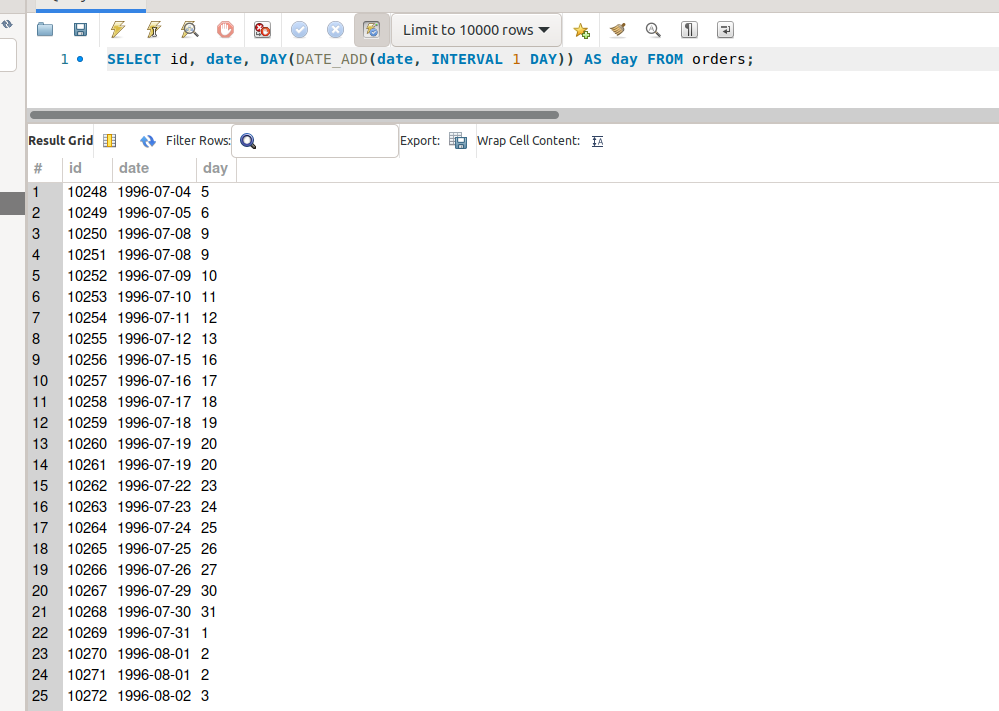 Limit to 10000 rows
1 SELECT id, date, DAY(DATE_ADD(date, INTERVAL 1 DAY)) AS day FROM orders;
Result Grid Filter Rows: Export: Wrap Cell Content:
# id date day
1 10248 1996-07-04 5
2 10249 1996-07-05 6
3 10250 1996-07-08 9
4 10251 1996-07-08 9
5 10252 1996-07-09 10
6 10253 1996-07-10 11
7 10254 1996-07-11 12
8 10255 1996-07-12 13
9 10256 1996-07-15 16
10 10257 1996-07-16 17
11 10258 1996-07-17 18
12 10259 1996-07-18 19
13 10260 1996-07-19 20
14 10261 1996-07-19 20
15 10262 1996-07-22 23
16 10263 1996-07-23 24
17 10264 1996-07-24 25
18 10265 1996-07-25 26
19 10266 1996-07-26 27
20 10267 1996-07-29 30
21 10268 1996-07-30 31
22 10269 1996-07-31 1
23 10270 1996-08-01 2
24 10271 1996-08-01 2
25 10272 1996-08-02 3